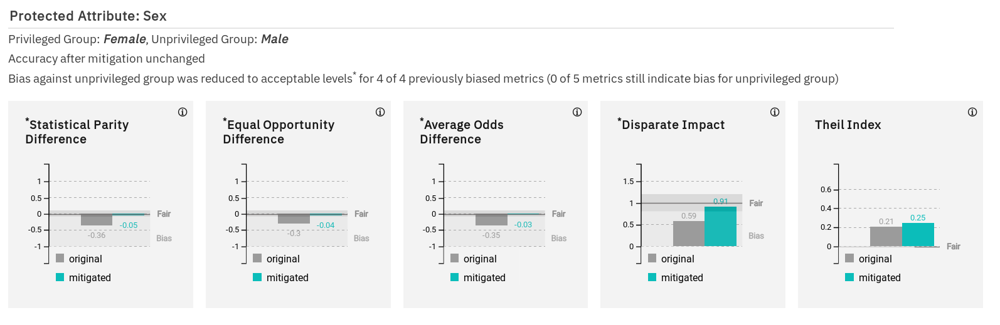 Protected Attribute: Sex
Privileged Group: Female, Unprivileged Group: Male
Accuracy after mitigation unchanged
Bias against unprivileged group was reduced to acceptable levels* for 4 of 4 previously biased metrics (0 of 5 metrics still indicate bias for unprivileged group)
*Statistical Parity
Difference
1
0.5
0
-0.5
-1
Fair
Bias
-0.36
-0.05
original
mitigated
*Equal Opportunity
Difference
1
0.5
0
-0.5
-1
Fair
Bias
-0.3
-0.04
original
mitigated
*Average Odds
Difference
1
0.5
0
-0.5
-1
Fair
Bias
-0.35
-0.03
original
mitigated
*Disparate Impact
1.5
1
0.5
0
Fair
Bias
0.59
0.91
original
mitigated
Theil Index
0.6
0.4
0.2
0
Fair
0.21
0.25
original
mitigated